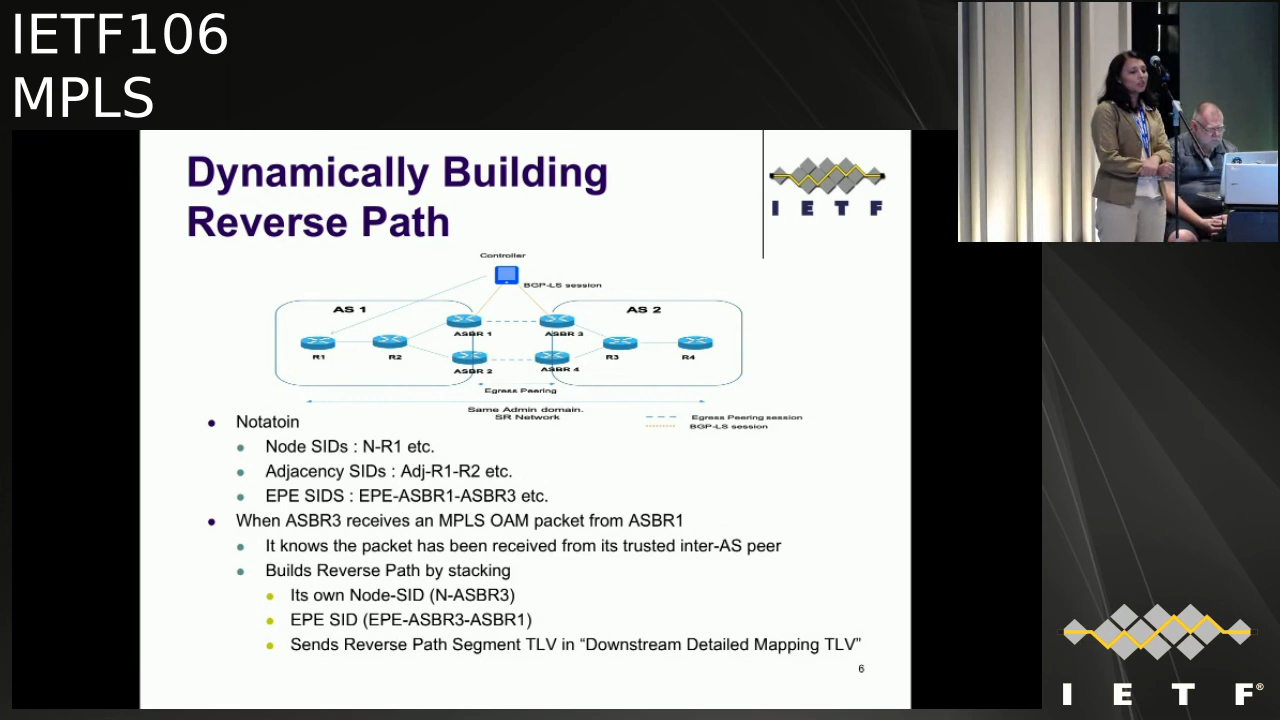 IETF106
MPLS
Dynamically Building
Reverse Path
I E T F
Controller
BGP-LS session
AS 1
AS 2
ASBR 1
ASBR 3
R1
R2
R3
R4
ASBR 2
ASBR 4
Egress Peering
Same Admin domain.
SR Network
Egress Peering session
BGP-LS session
Notatoin
Node SIDs : N-R1 etc.
Adjacency SIDs : Adj-R1-R2 etc.
EPE SIDS : EPE-ASBR1-ASBR3 etc.
When ASBR3 receives an MPLS OAM packet from ASBR1
It knows the packet has been received from its trusted inter-AS peer
Builds Reverse Path by stacking
Its own Node-SID (N-ASBR3)
EPE SID (EPE-ASBR3-ASBR1)
Sends Reverse Path Segment TLV in “Downstream Detailed Mapping TLV”
6
I E T F®